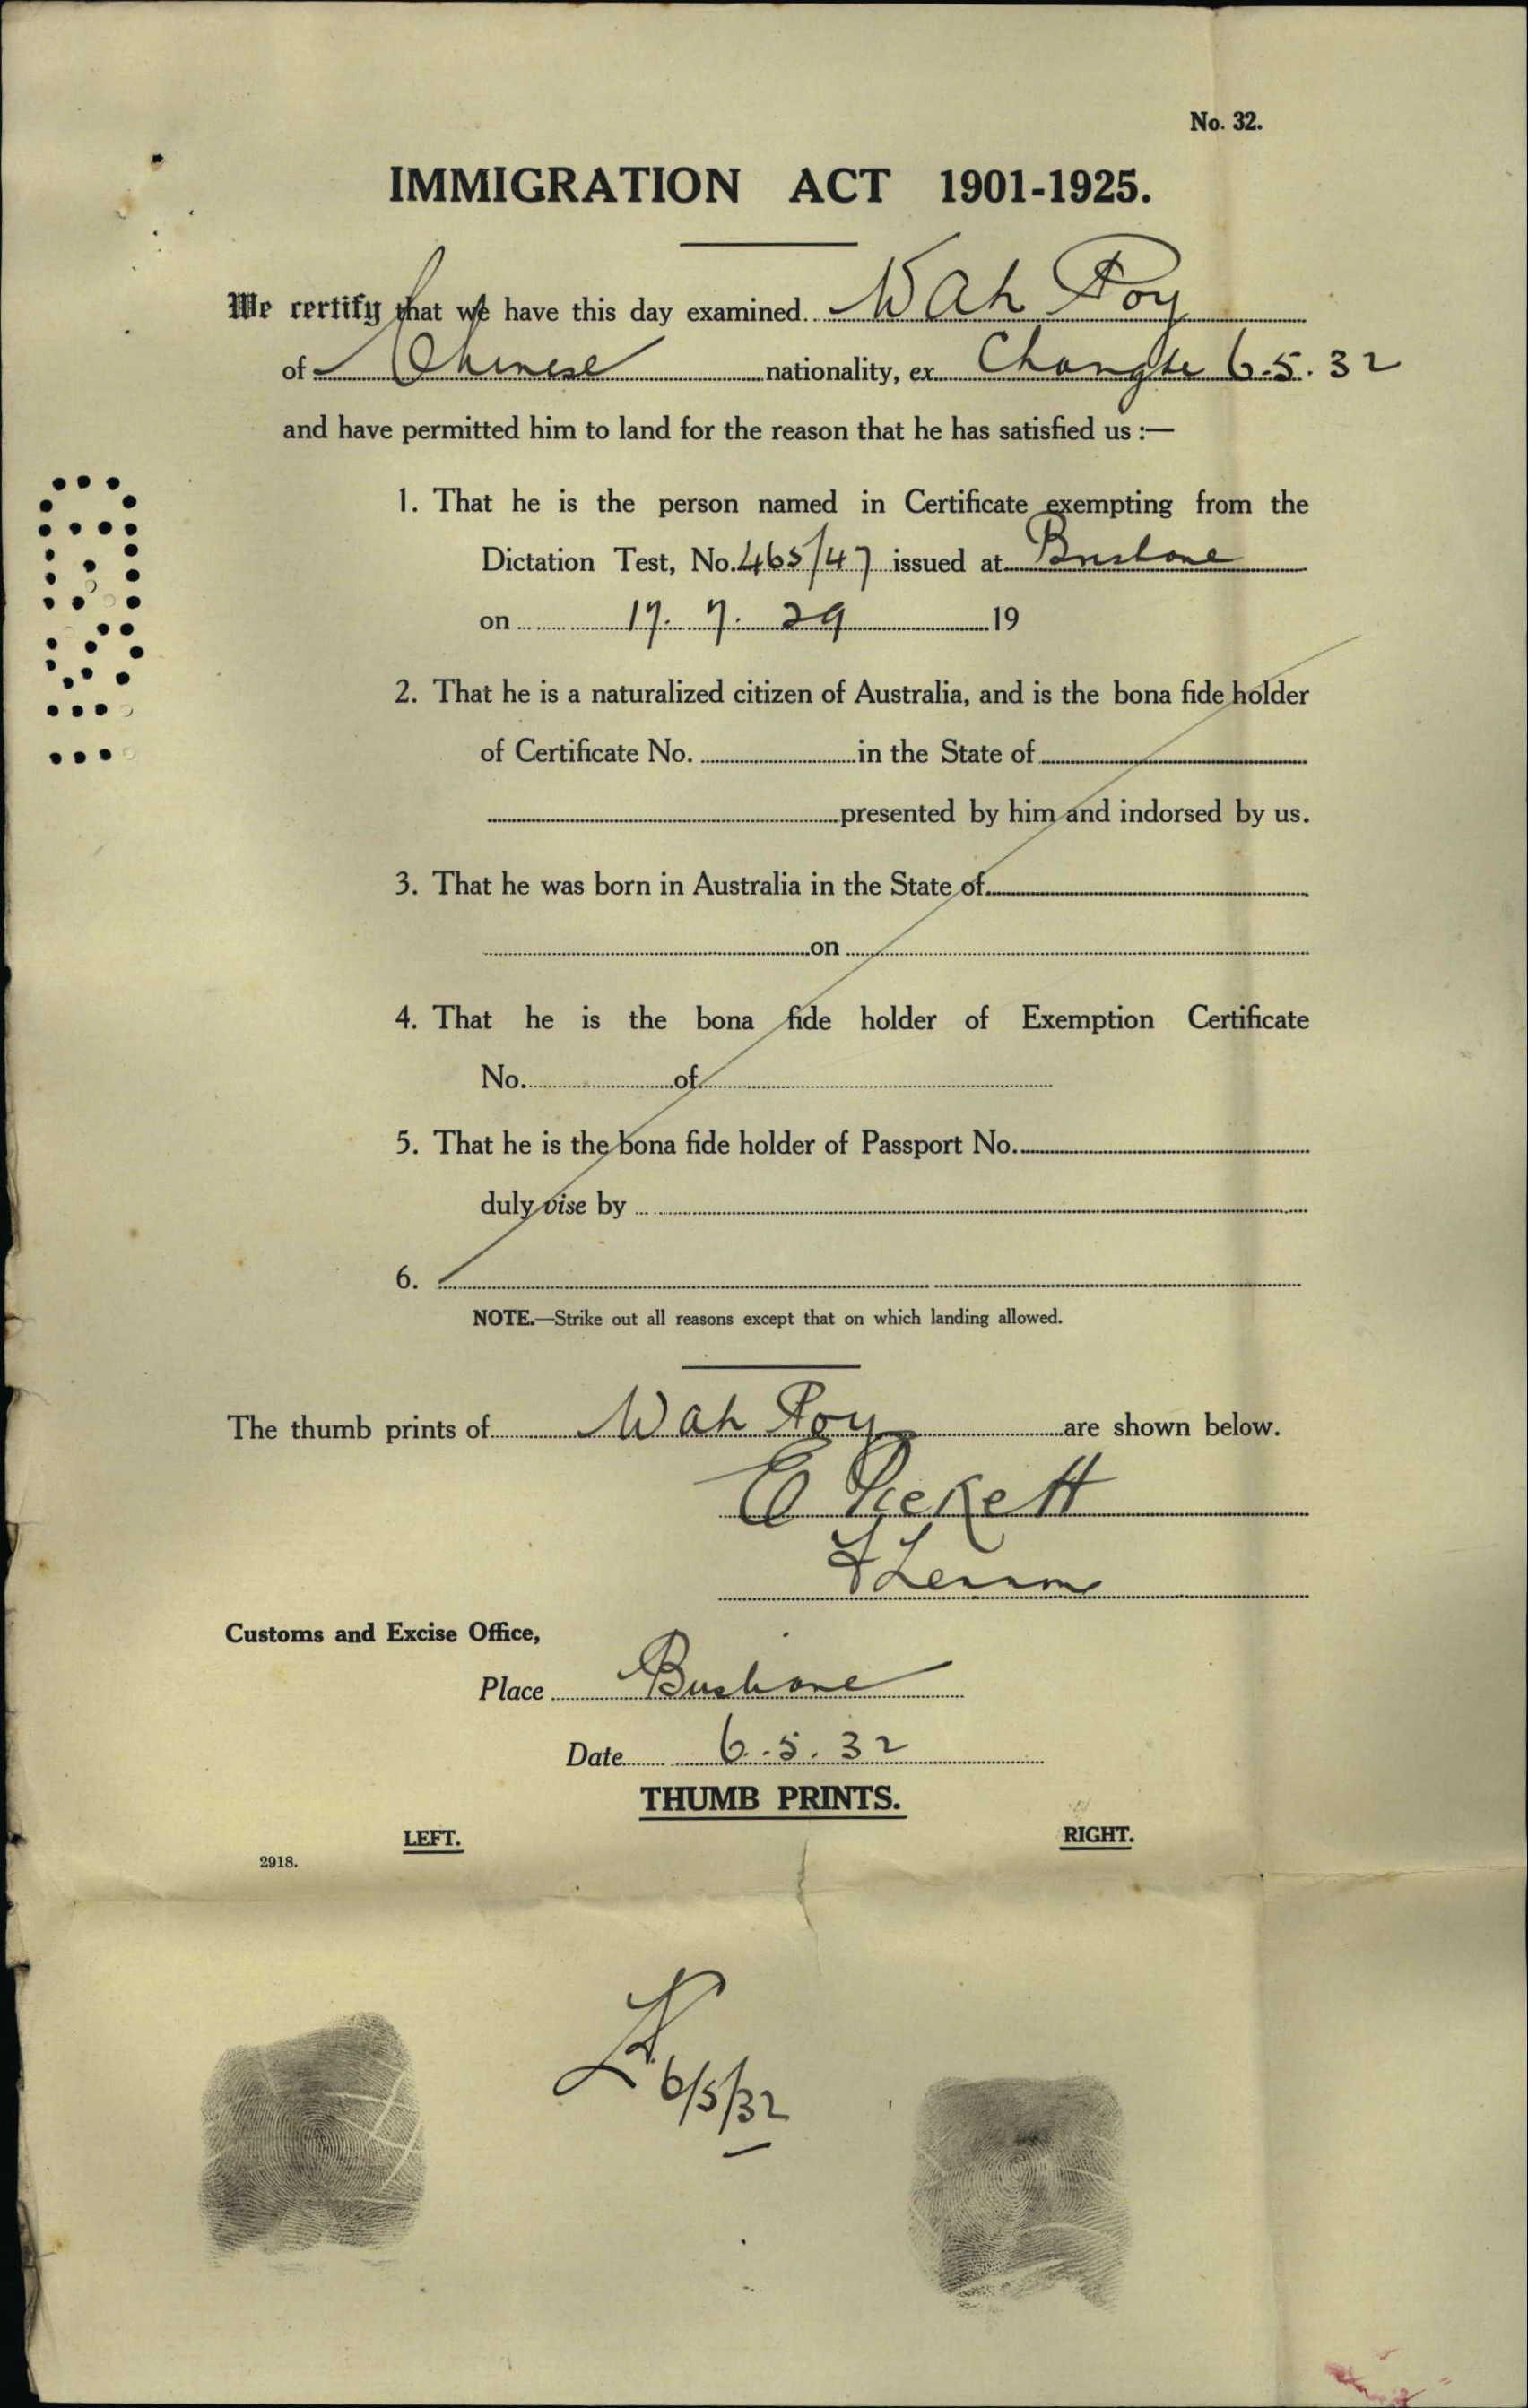 No. 32.
IMMIGRATION ACT 1901-1925.
We certify that we have this day examined Wah Poy
of Chinese nationality, ex Changte 6.5.32
and have permitted him to land for the reason that he has satisfied us :—
1. That he is the person named in Certificate exempting from the
Dictation Test, No. 465/47 issued at Brisbane
on 17.7.29 19
2. That he is a naturalized citizen of Australia, and is the bona fide holder
of Certificate No. in the State of
presented by him and indorsed by us.
3. That he was born in Australia in the State of
on
4. That he is the bona fide holder of Exemption Certificate
No. of
5. That he is the bona fide holder of Passport No.
duly vise by
6.
NOTE.—Strike out all reasons except that on which landing allowed.
The thumb prints of Wah Poy are shown below.
E Pickett
Customs and Excise Office,
Place Brisbane
Date 6.5.32
THUMB PRINTS.
LEFT. RIGHT.
2918.
6/5/32